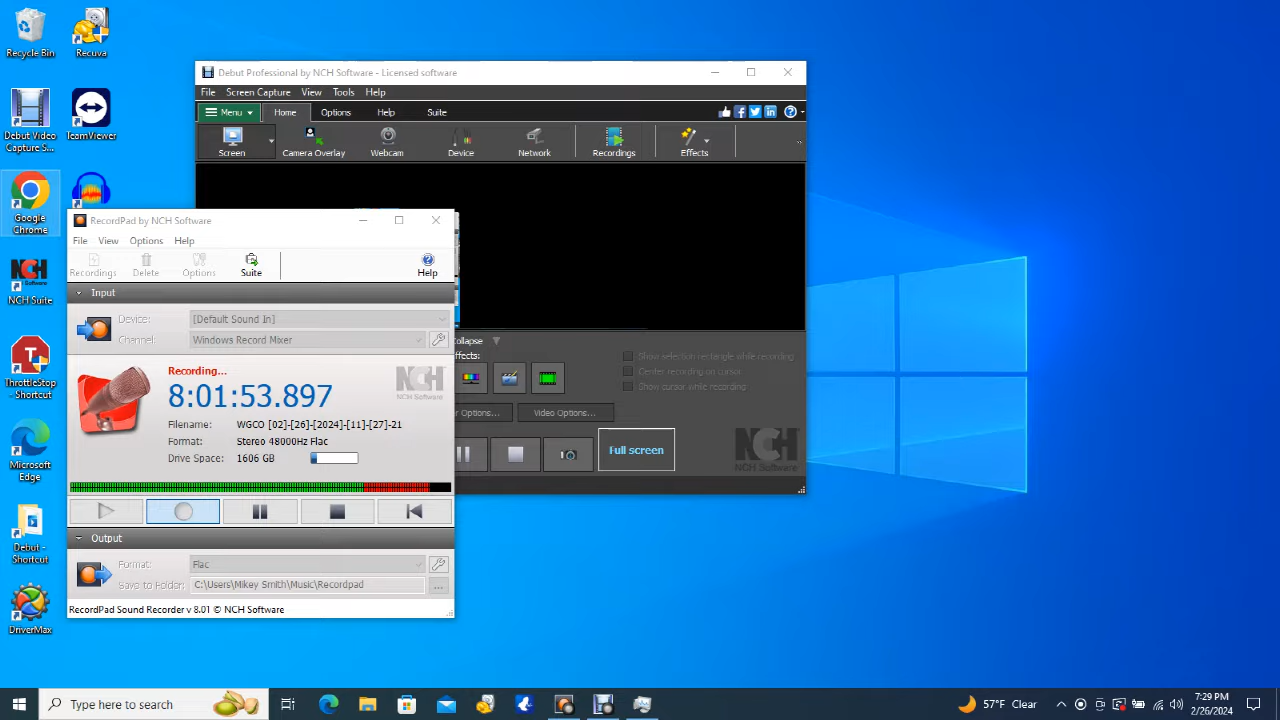 Recycle Bin
Recuva
Debut Video
Capture S...
TeamViewer
Google
Chrome
NCH
Software
NCH Suite
ThrottleStop
- Shortcut
Microsoft
Edge
Debut -
Shortcut
DriverMax
Debut Professional by NCH Software - Licensed software
File Screen Capture View Tools Help
Menu Home Options Help Suite
Screen Camera Overlay Webcam Device Network Recordings Effects
RecordPad by NCH Software
File View Options Help
Recordings Delete Options Suite Help
Input
Device: [Default Sound In]
Channel: Windows Record Mixer
Recording...
8:01:53.897
NCH
NCH Software
Filename: WGCO [02]-[26]-[2024]-[11]-[27]-21
Format: Stereo 48000Hz Flac
Drive Space: 1606 GB
Output
Format: Flac
Save to Folder: C:\Users\Mikey Smith\Music\Recordpad
...
RecordPad Sound Recorder v 8.01 © NCH Software
Show selection rectangle while recording
Center recording on cursor
Show cursor while recording
Options...
Video Options...
Full screen
NCH
NCH Software
Type here to search
57°F Clear
7:29 PM
2/26/2024